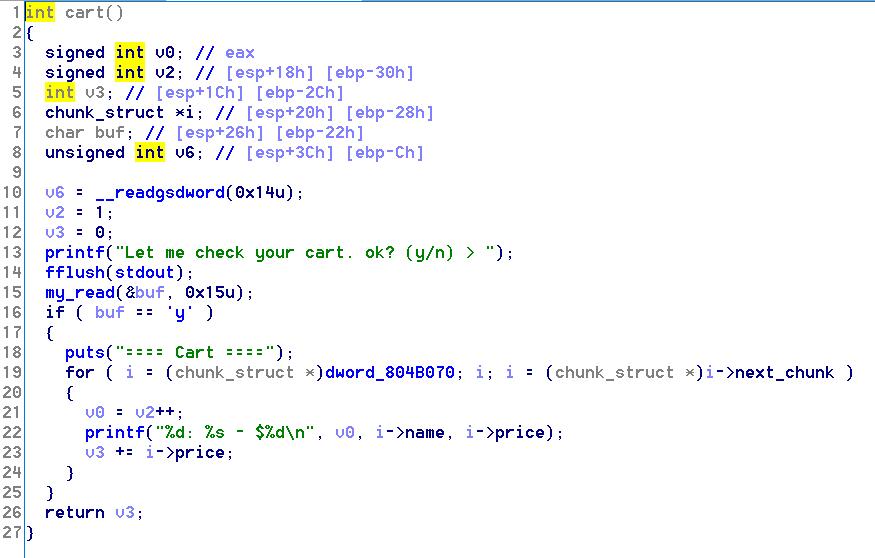 1 int cart()
2 {
3   signed int v0; // eax
4   signed int v2; // [esp+18h] [ebp-30h]
5   int v3; // [esp+1Ch] [ebp-2Ch]
6   chunk_struct *i; // [esp+20h] [ebp-28h]
7   char buf; // [esp+26h] [ebp-22h]
8   unsigned int v6; // [esp+3Ch] [ebp-Ch]
9
10   v6 = __readgsdword(0x14u);
11   v2 = 1;
12   v3 = 0;
13   printf("Let me check your cart. ok? (y/n) > ");
14   fflush(stdout);
15   my_read(&buf, 0x15u);
16   if ( buf == 'y' )
17   {
18     puts("==== Cart ====");
19     for ( i = (chunk_struct *)dword_804B070; i; i = (chunk_struct *)i->next_chunk )
20     {
21       v0 = v2++;
22       printf("%d: %s - $%d\n", v0, i->name, i->price);
23       v3 += i->price;
24     }
25   }
26   return v3;
27 }